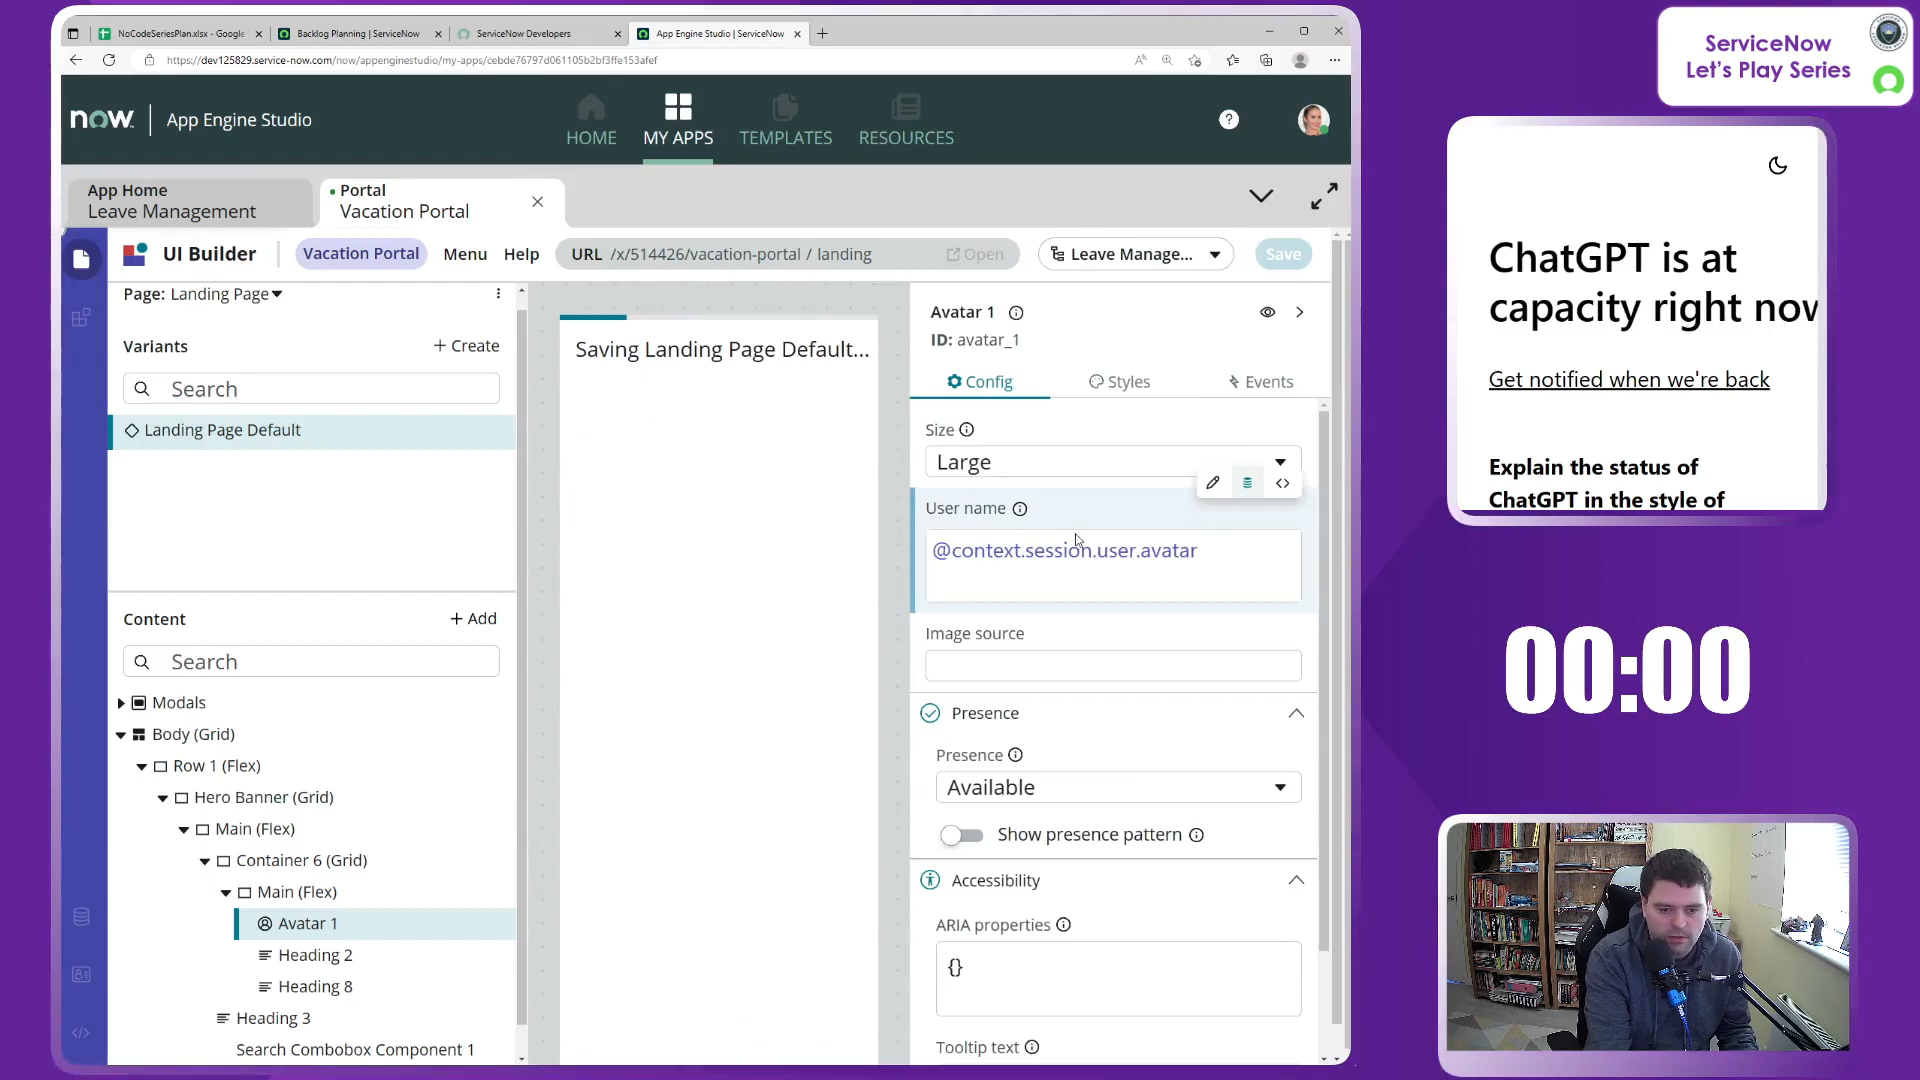 NoCodeSeriesPlan.xlsx - Google
Backlog Planning | ServiceNow
ServiceNow Developers
App Engine Studio | ServiceNow
https://dev125829.service-now.com/now/appenginestudio/my-apps/cebde76797d061105b2bf3ffe153afef
now.
App Engine Studio
HOME
MY APPS
TEMPLATES
RESOURCES
App Home
Leave Management
Portal
Vacation Portal
UI Builder
Vacation Portal
Menu
Help
URL /x/514426/vacation-portal / landing
Open
Leave Manage...
Save
Page: Landing Page
Variants
+ Create
Search
Landing Page Default
Content
+ Add
Search
Modals
Body (Grid)
Row 1 (Flex)
Hero Banner (Grid)
Main (Flex)
Container 6 (Grid)
Main (Flex)
Avatar 1
Heading 2
Heading 8
Heading 3
Search Combobox Component 1
Saving Landing Page Default...
Avatar 1
ID: avatar_1
Config
Styles
Events
Size
Large
User name
@context.session.user.avatar
Image source
Presence
Presence
Available
Show presence pattern
Accessibility
ARIA properties
{}
Tooltip text
ServiceNow
Let's Play Series
ChatGPT is at
capacity right now
Get notified when we're back
Explain the status of
ChatGPT in the style of
00:00